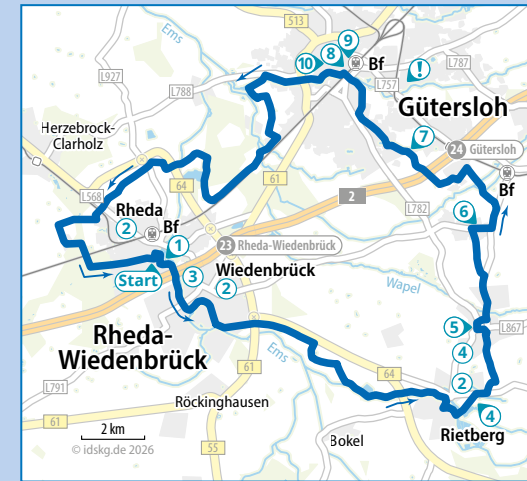 Ems
513
9
8
10
Bf
!
L787
L927
L788
L757
Gütersloh
7
Herzebrock-
Clarholz
24 Gütersloh
Bf
64
61
L568
2
Rheda
2
Bf
L782
6
1
23 Rheda-Wiedenbrück
Start
3
Wiedenbrück
2
Wapel
Rheda-
Wiedenbrück
5
L867
Ems
4
64
L791
2
Röckinghausen
4
61
61
Rietberg
2 km
Bokel
55
© idskg.de 2026